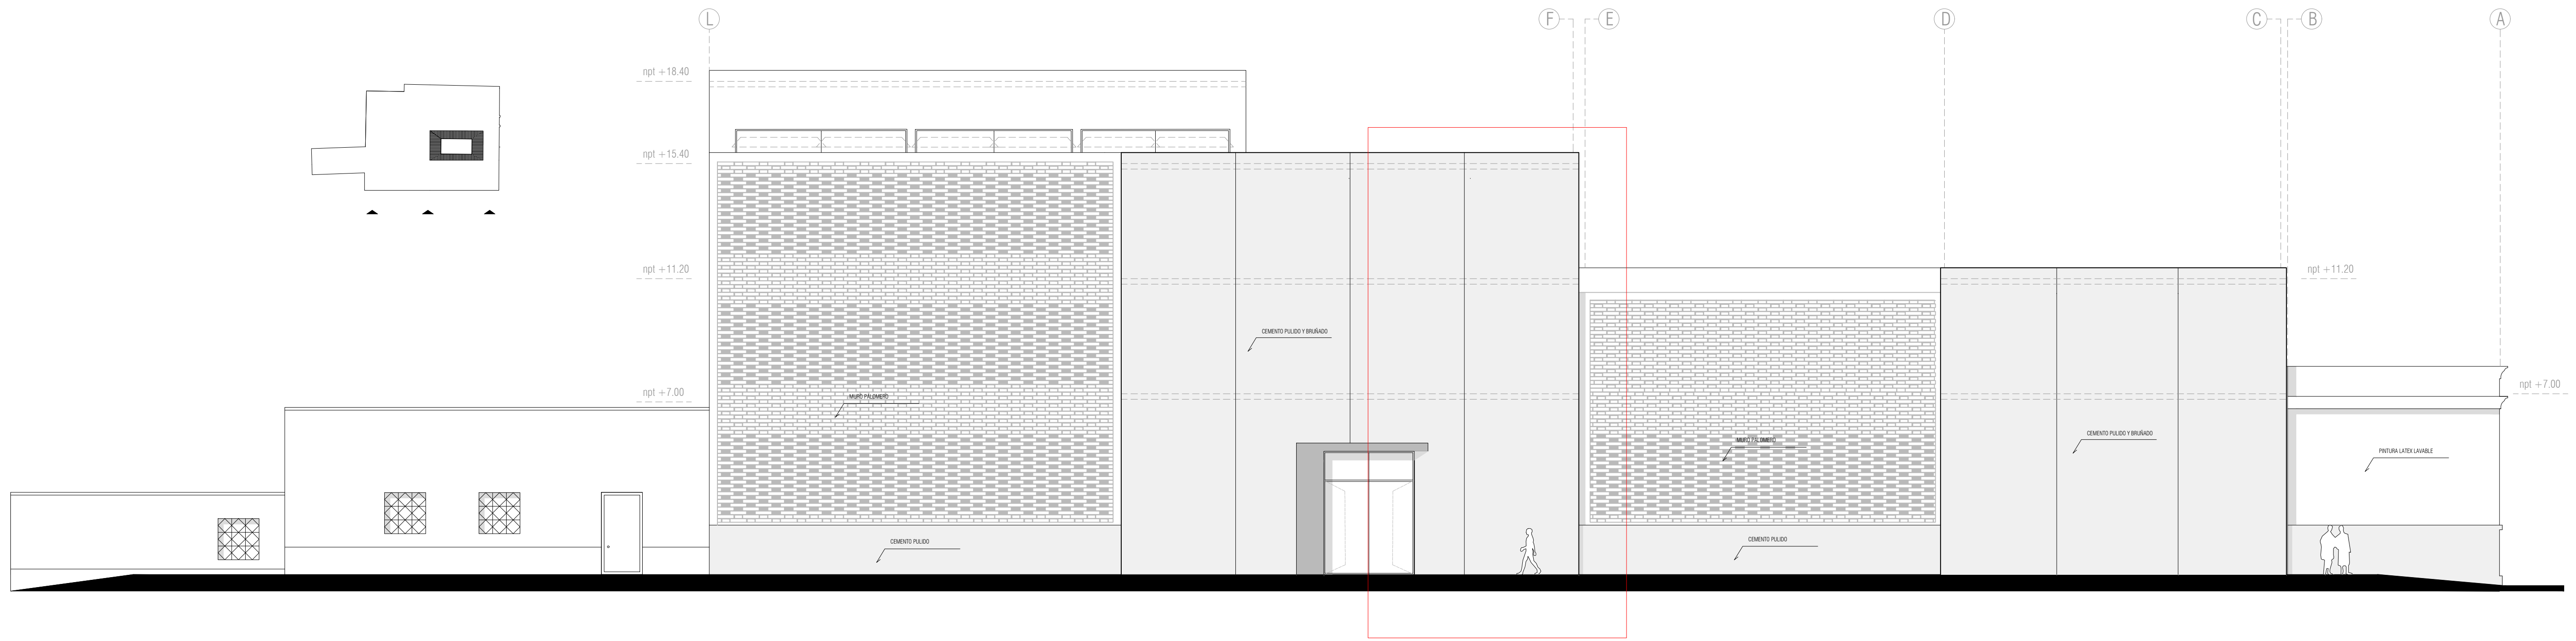 L
F
E
D
C
B
A
npt +18.40
npt +15.40
npt +11.20
npt +11.20
npt +7.00
npt +7.00
CEMENTO PULIDO Y BRUÑADO
MURO PALOMERO
MURO PALOMERO
CEMENTO PULIDO Y BRUÑADO
PINTURA LATEX LAVABLE
CEMENTO PULIDO
CEMENTO PULIDO